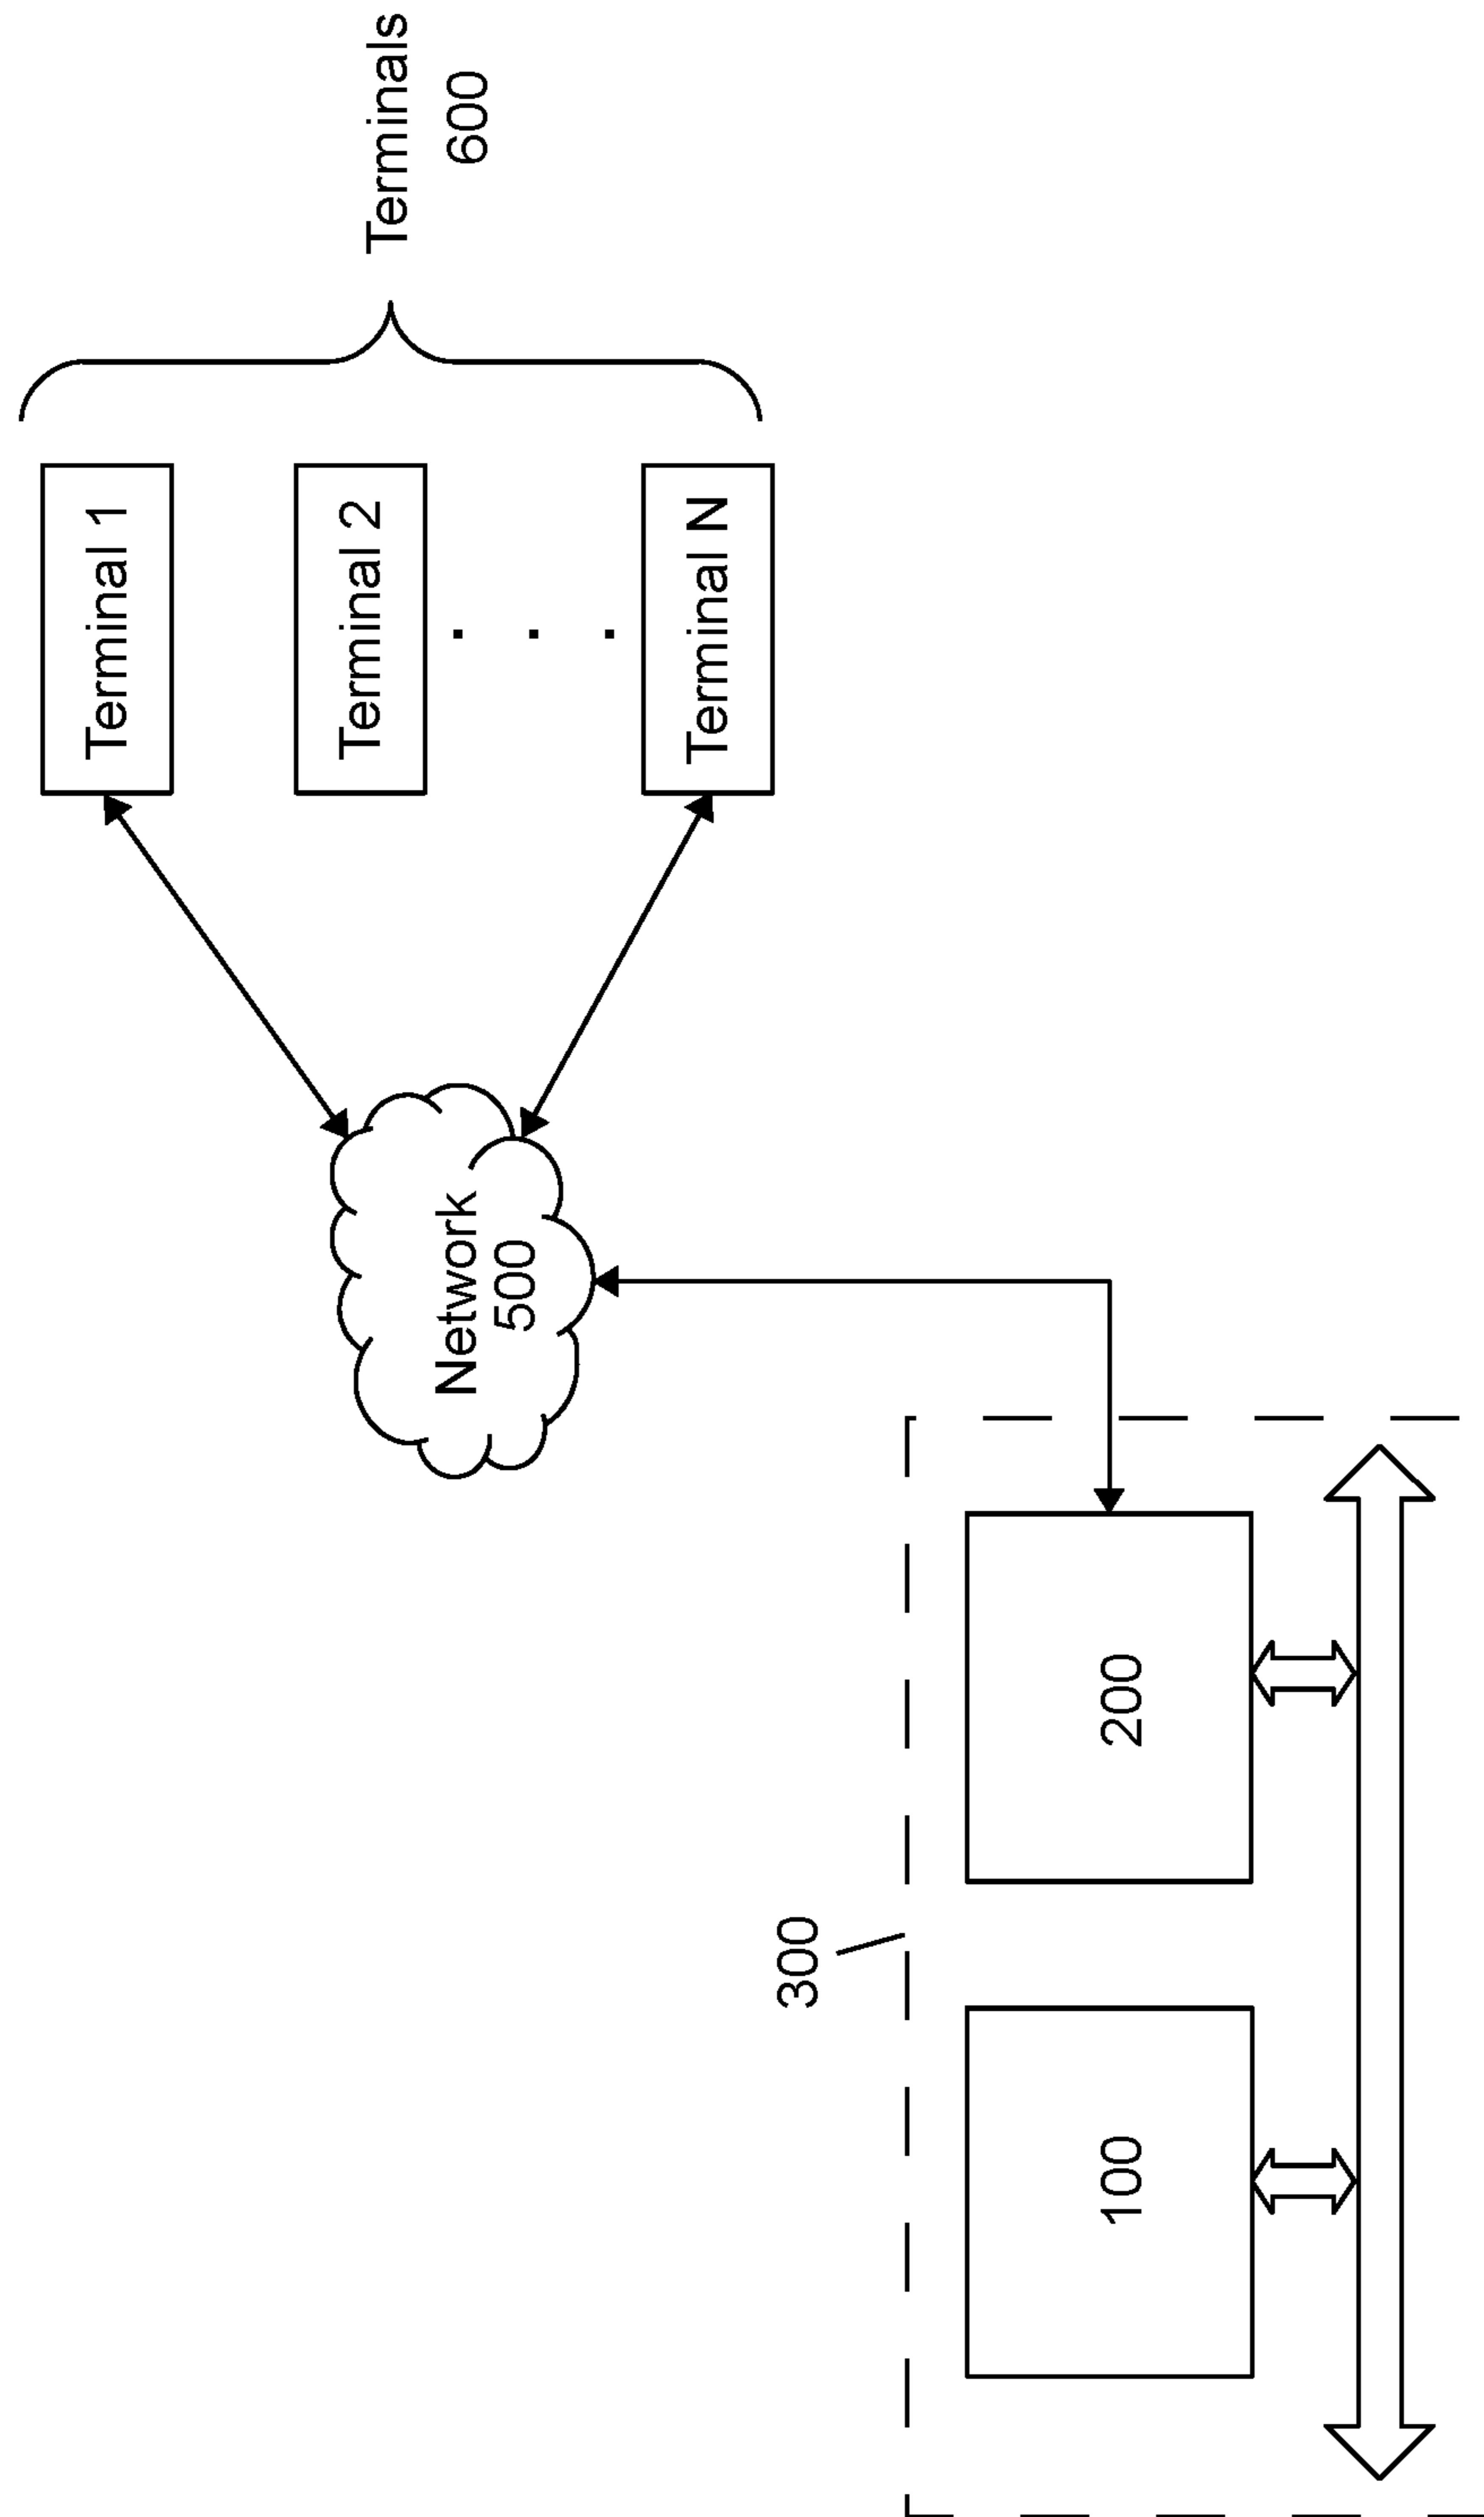 Terminal 1
Terminal 2
. . .
Terminal N
Terminals
600
Network
500
300
100
200